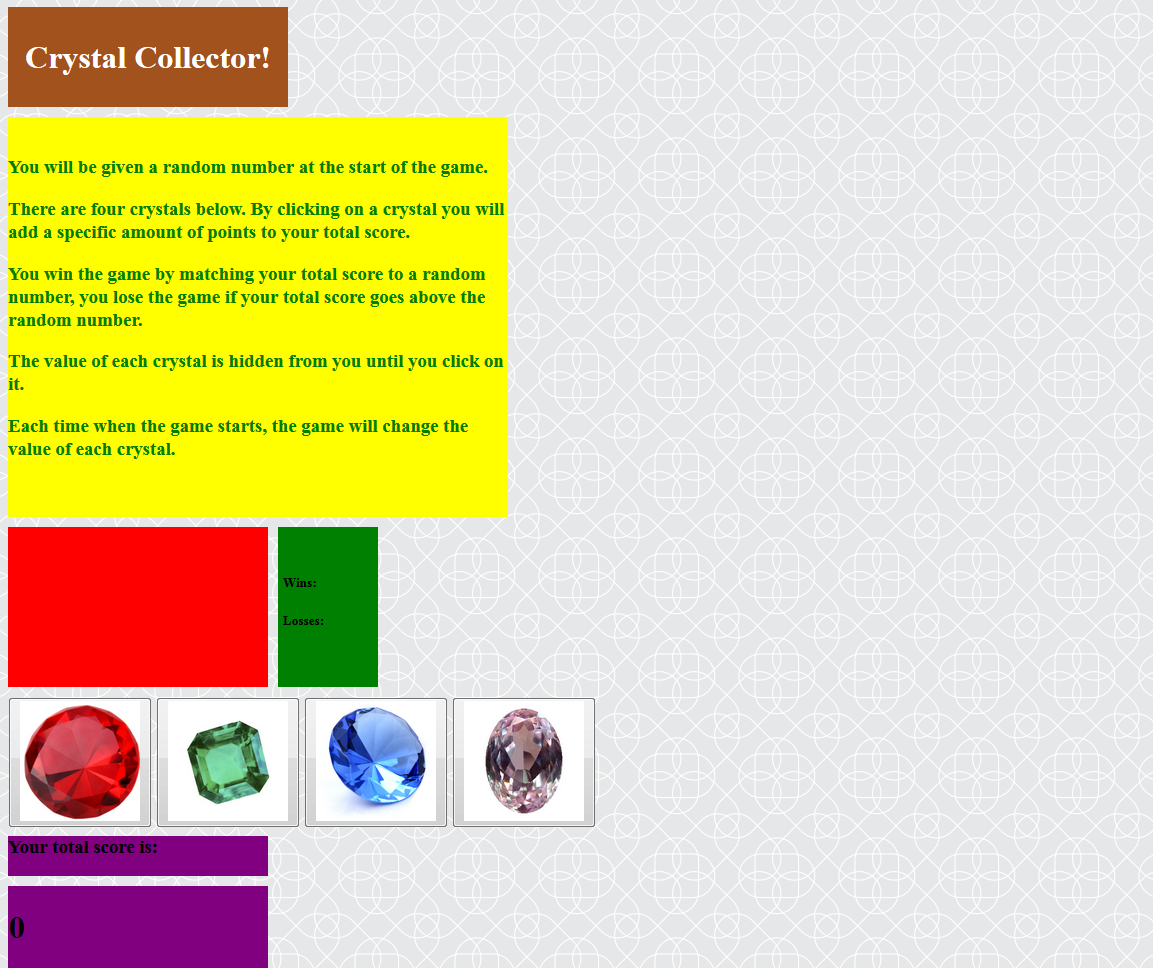 Crystal Collector!
You will be given a random number at the start of the game.
There are four crystals below. By clicking on a crystal you will
add a specific amount of points to your total score.
You win the game by matching your total score to a random
number, you lose the game if your total score goes above the
random number.
The value of each crystal is hidden from you until you click on
it.
Each time when the game starts, the game will change the
value of each crystal.
Wins:
Losses:
Your total score is:
0